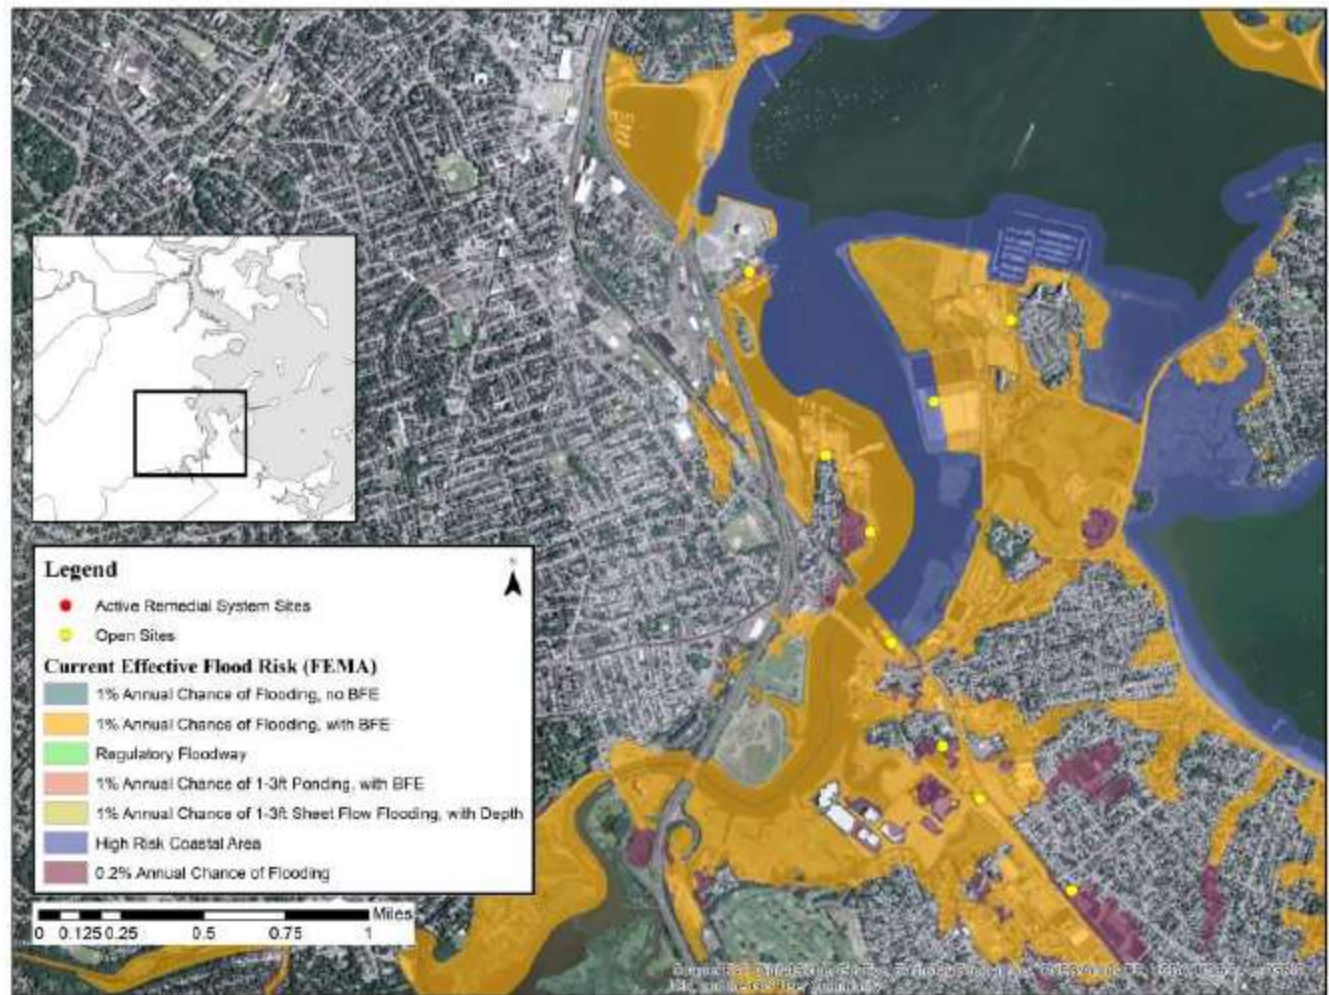 Legend
N
Active Remedial System Sites
Open Sites
Current Effective Flood Risk (FEMA)
1% Annual Chance of Flooding, no BFE
1% Annual Chance of Flooding, with BFE
Regulatory Floodway
1% Annual Chance of 1-3ft Ponding, with BFE
1% Annual Chance of 1-3ft Sheet Flow Flooding, with Depth
High Risk Coastal Area
0.2% Annual Chance of Flooding
Miles
0 0.125 0.25 0.5 0.75 1